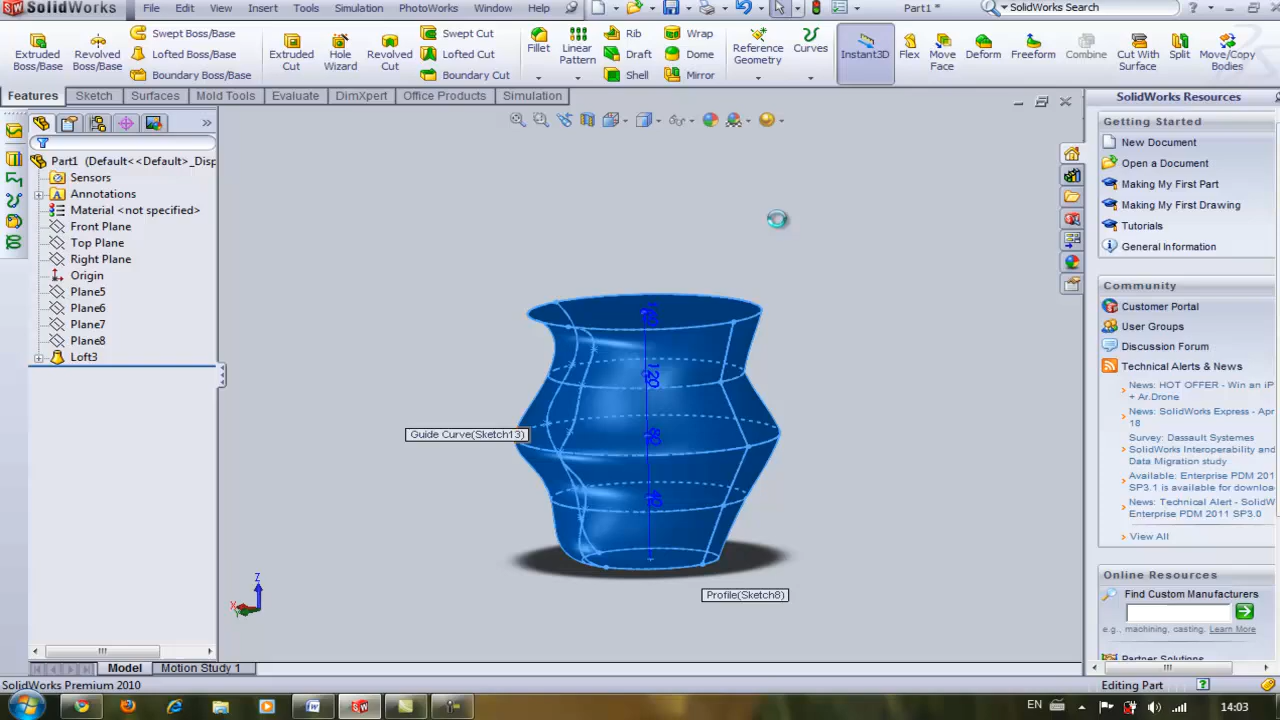 SolidWorks File Edit View Insert Tools Simulation PhotoWorks Window Help Part1 * SolidWorks Search
Extruded Boss/Base
Revolved Boss/Base
Swept Boss/Base
Lofted Boss/Base
Boundary Boss/Base
Extruded Cut
Hole Wizard
Revolved Cut
Swept Cut
Lofted Cut
Boundary Cut
Fillet
Linear Pattern
Rib
Draft
Shell
Wrap
Dome
Mirror
Reference Geometry
Curves
Instant3D
Flex
Move Face
Deform
Freeform
Combine
Cut With Surface
Split
Move/Copy Bodies
Features Sketch Surfaces Mold Tools Evaluate DimXpert Office Products Simulation
Part1 (Default<<Default>_Disp
Sensors
Annotations
Material <not specified>
Front Plane
Top Plane
Right Plane
Origin
Plane5
Plane6
Plane7
Plane8
Loft3
120
80
Guide Curve(Sketch13)
Profile(Sketch8)
Z
X
SolidWorks Resources
Getting Started
New Document
Open a Document
Making My First Part
Making My First Drawing
Tutorials
General Information
Community
Customer Portal
User Groups
Discussion Forum
Technical Alerts & News
News: HOT OFFER - Win an iP
+ Ar.Drone
News: SolidWorks Express - Apr
18
Survey: Dassault Systemes
SolidWorks Interoperability and
Data Migration study
Available: Enterprise PDM 2011
SP3.1 is available for downloa
News: Technical Alert - SolidW
Enterprise PDM 2011 SP3.0
View All
Online Resources
Find Custom Manufacturers
e.g., machining, casting. Learn More
Partner Solutions
Model Motion Study 1
SolidWorks Premium 2010 Editing Part
EN 14:03